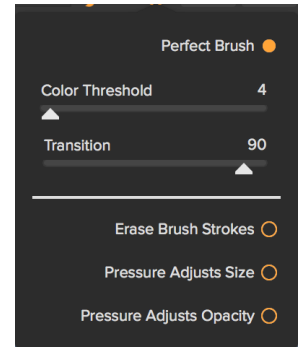 Perfect Brush
Color Threshold 4
Transition 90
Erase Brush Strokes
Pressure Adjusts Size
Pressure Adjusts Opacity